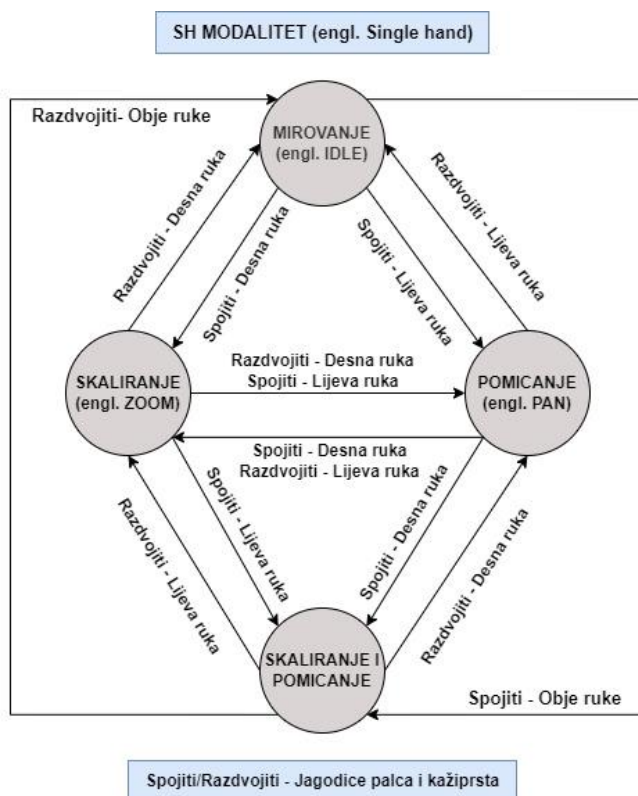 SH MODALITET (engl. Single hand)
Razdvojiti- Obje ruke
MIROVANJE
(engl. IDLE)
Razdvojiti - Desna ruka
Spojiti - Desna ruka
Spojiti - Lijeva ruka
Razdvojiti - Lijeva ruka
SKALIRANJE
(engl. ZOOM)
Razdvojiti - Desna ruka
Spojiti - Lijeva ruka
POMICANJE
(engl. PAN)
Spojiti - Desna ruka
Razdvojiti - Lijeva ruka
Razdvojiti - Lijeva ruka
Spojiti - Lijeva ruka
Spojiti - Desna ruka
Razdvojiti - Desna ruka
SKALIRANJE I
POMICANJE
Spojiti - Obje ruke
Spojiti/Razdvojiti - Jagodice palca i kažiprsta